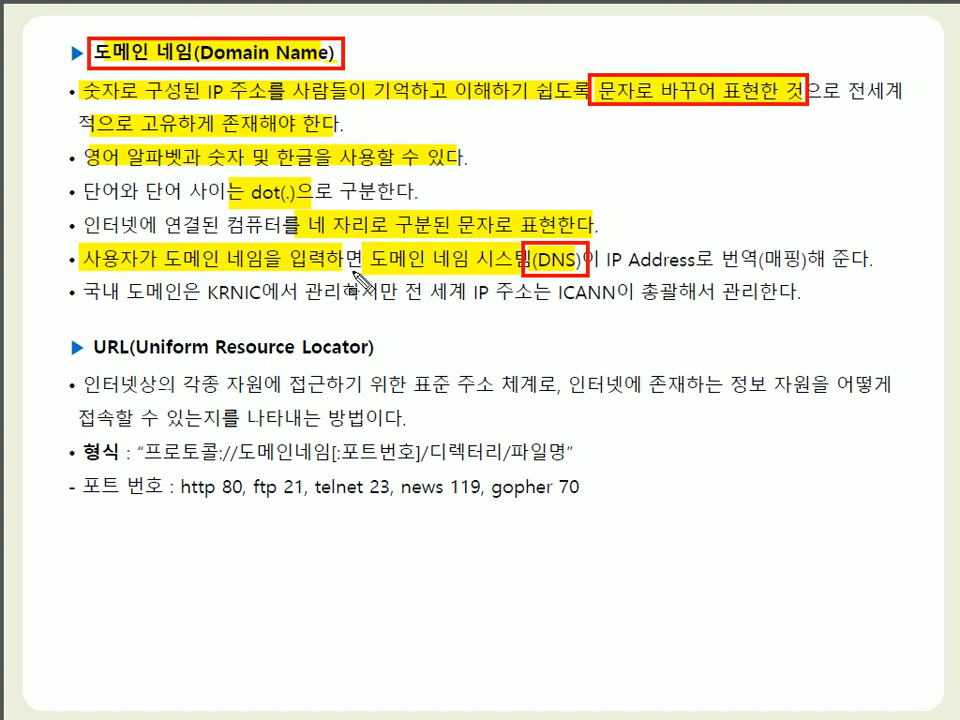 ▶ 도메인 네임(Domain Name)
• 숫자로 구성된 IP 주소를 사람들이 기억하고 이해하기 쉽도록 문자로 바꾸어 표현한 것으로 전세계
적으로 고유하게 존재해야 한다.
• 영어 알파벳과 숫자 및 한글을 사용할 수 있다.
• 단어와 단어 사이는 dot(.)으로 구분한다.
• 인터넷에 연결된 컴퓨터를 네 자리로 구분된 문자로 표현한다.
• 사용자가 도메인 네임을 입력하면 도메인 네임 시스템(DNS)이 IP Address로 번역(매핑)해 준다.
• 국내 도메인은 KRNIC에서 관리하지만 전 세계 IP 주소는 ICANN이 총괄해서 관리한다.
▶ URL(Uniform Resource Locator)
• 인터넷상의 각종 자원에 접근하기 위한 표준 주소 체계로, 인터넷에 존재하는 정보 자원을 어떻게
접속할 수 있는지를 나타내는 방법이다.
• 형식 : “프로토콜://도메인네임[:포트번호]/디렉터리/파일명”
- 포트 번호 : http 80, ftp 21, telnet 23, news 119, gopher 70